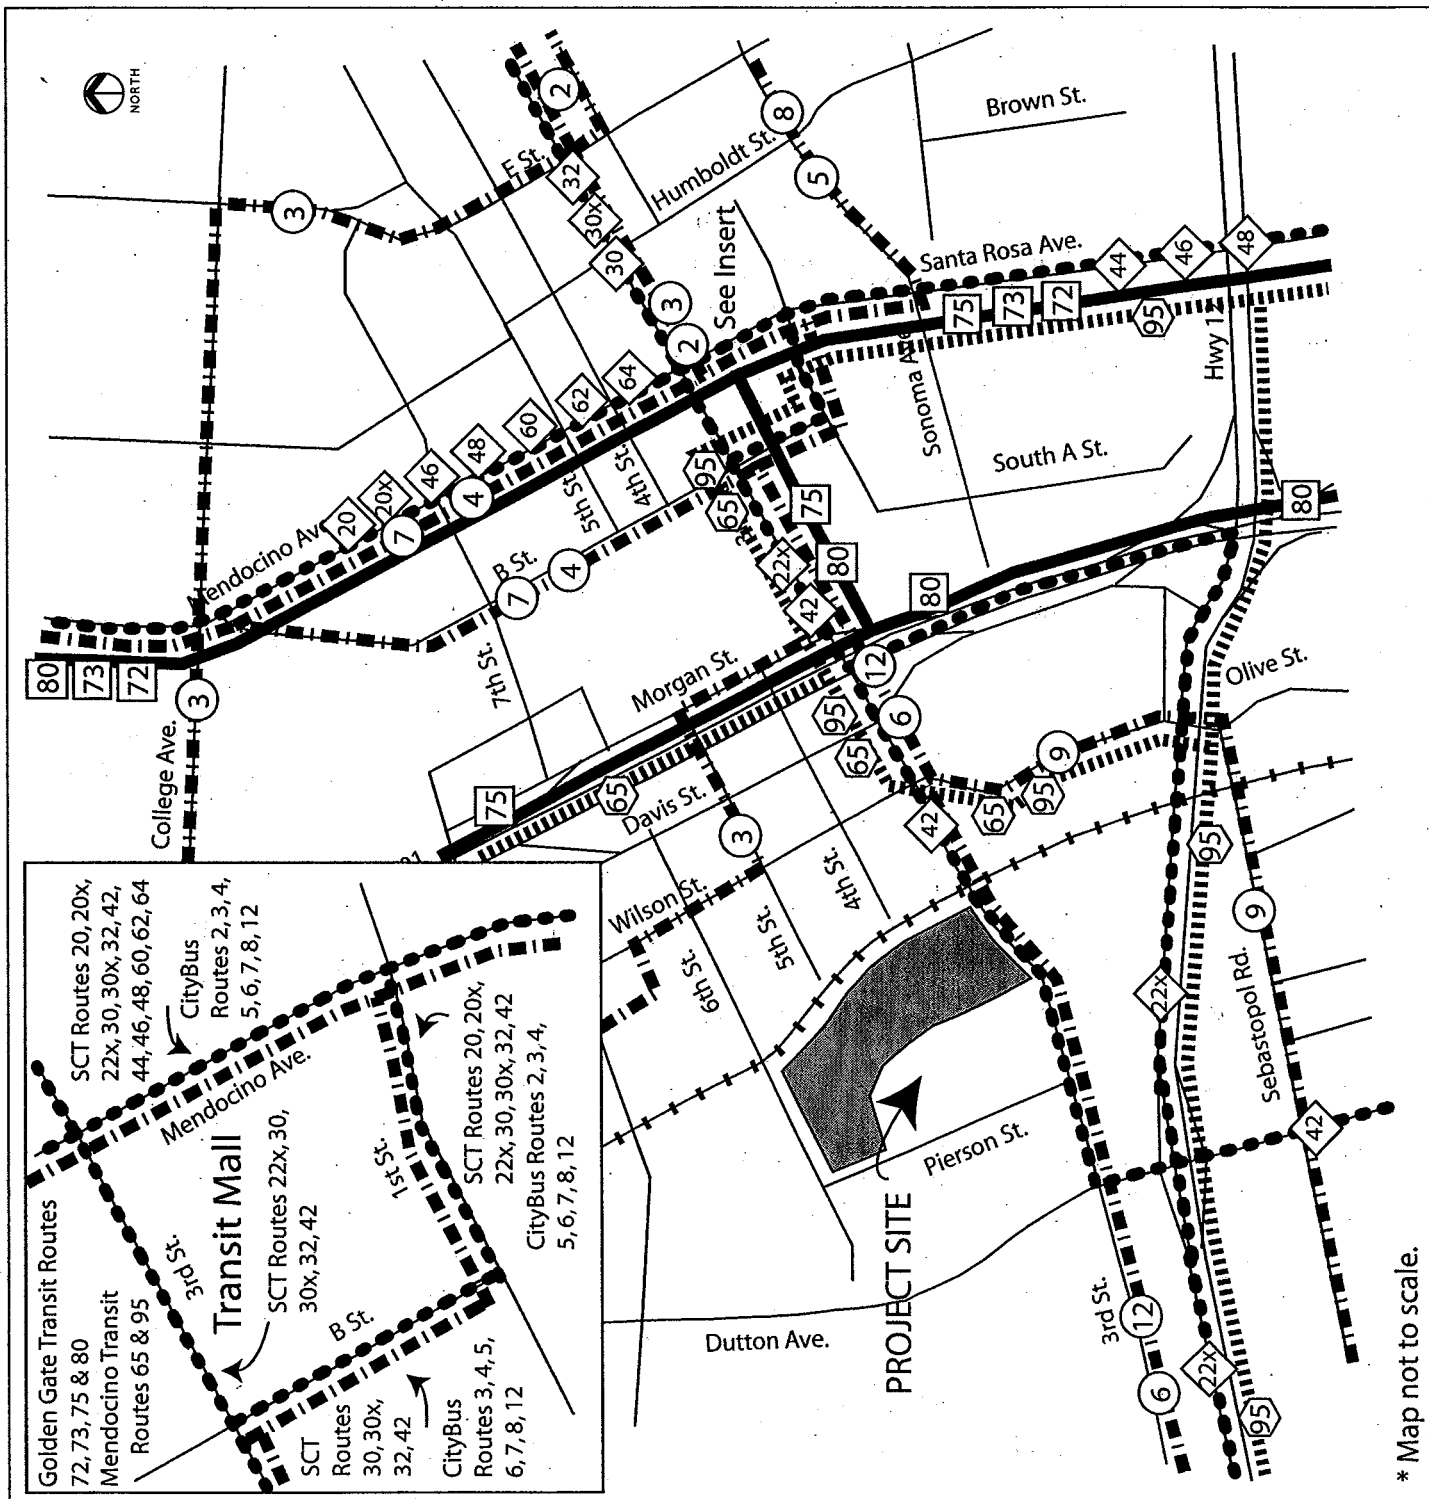 NORTH
Golden Gate Transit Routes
72, 73, 75 & 80
Mendocino Transit
Routes 65 & 95
SCT Routes 20, 20x,
22x, 30, 30x, 32, 42,
44, 46, 48, 60, 62, 64
CityBus
Routes 2, 3, 4,
5, 6, 7, 8, 12
Mendocino Ave.
3rd St.
Transit Mall
SCT Routes 22x, 30,
30x, 32, 42
1st St.
B St.
SCT Routes 20, 20x,
22x, 30, 30x, 32, 42
CityBus Routes 2, 3, 4,
5, 6, 7, 8, 12
SCT
Routes
30, 30x,
32, 42
CityBus
Routes 3, 4, 5,
6, 7, 8, 12
College Ave.
3
80
73
72
Mendocino Ave
20
20x
46
48
60
62
64
7
4
3
E St.
32
30x
30
2
3
2
Humboldt St.
See Insert
8
5
Brown St.
Santa Rosa Ave.
44
46
48
75
73
72
95
Hwy 12
Sonoma Ave
South A St.
80
5th St.
4th St.
B St.
7
4
7th St.
95
65
22x
42
75
80
80
Morgan St.
75
65
Davis St.
12
6
95
65
42
65
95
9
Olive St.
3
Wilson St.
6th St.
5th St.
4th St.
95
9
Sebastopol Rd.
22x
42
PROJECT SITE
Pierson St.
Dutton Ave.
3rd St.
12
6
22x
95
* Map not to scale.